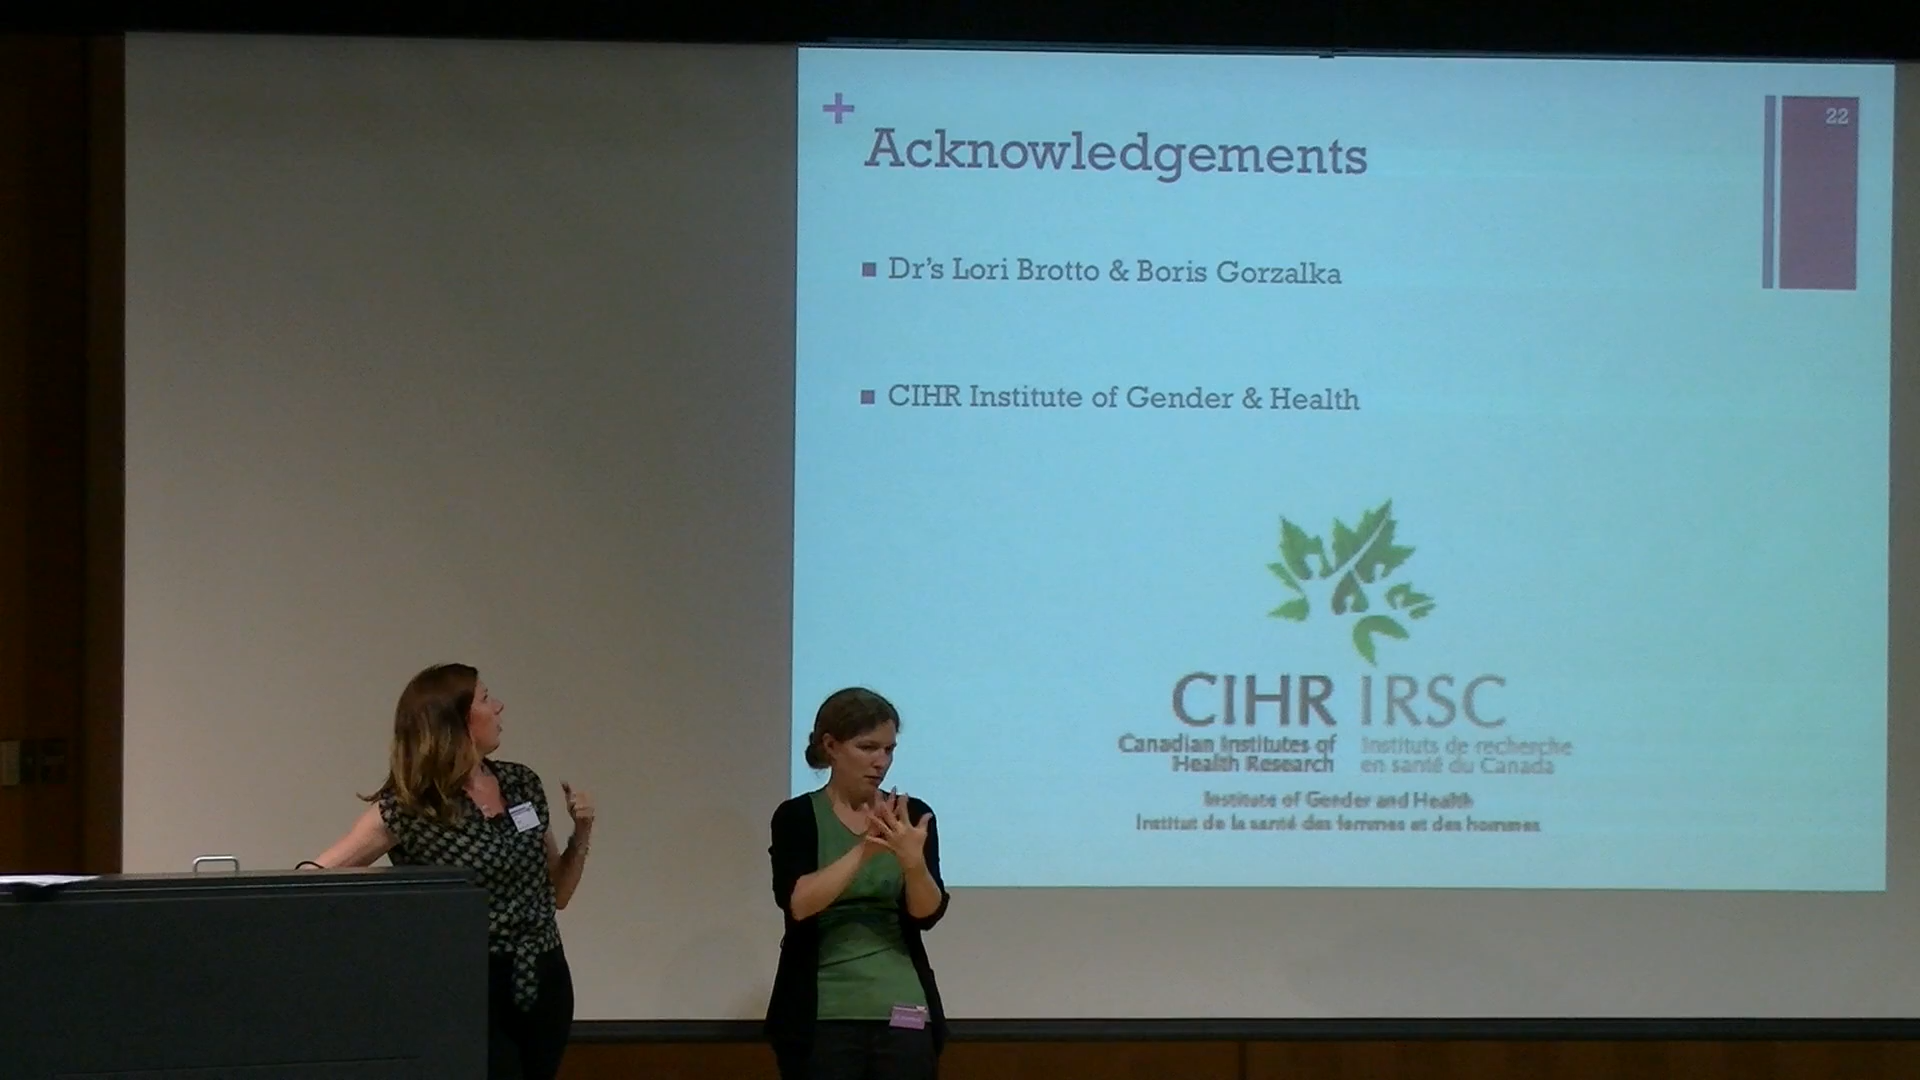 +
22
Acknowledgements
Dr's Lori Brotto & Boris Gorzalka
CIHR Institute of Gender & Health
CIHR IRSC
Canadian Institutes of Health Research
Instituts de recherche en santé du Canada
Institute of Gender and Health
Institut de la santé des femmes et des hommes